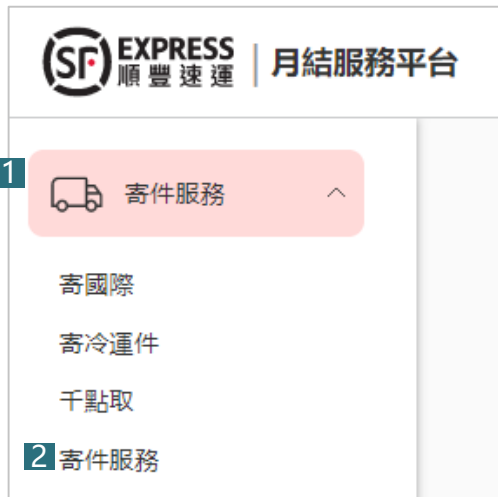 SF EXPRESS
順豐速運
月結服務平台
1 寄件服務
寄國際
寄冷運件
千點取
2 寄件服務